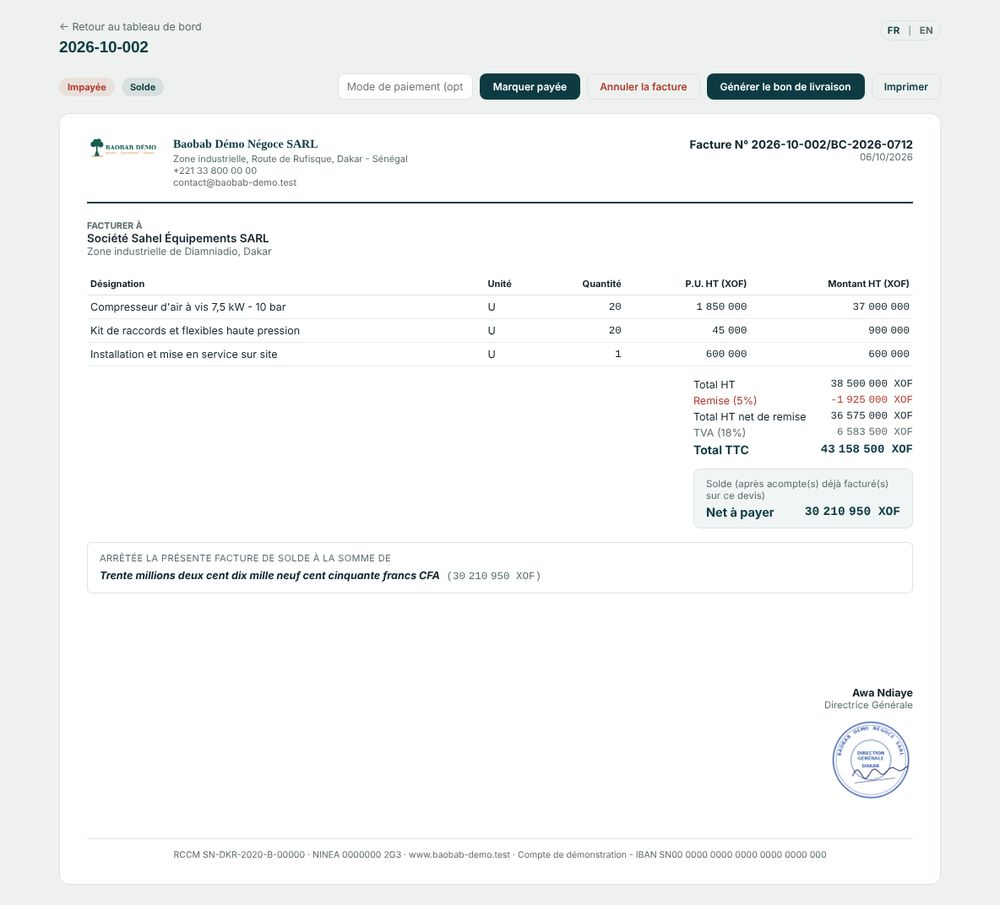 ← Retour au tableau de bord
FR | EN
2026-10-002
Impayée Solde Mode de paiement (opt Marquer payée Annuler la facture Générer le bon de livraison Imprimer
BAOBAB DÉMO
Baobab Démo Négoce SARL
Zone industrielle, Route de Rufisque, Dakar - Sénégal
+221 33 800 00 00
contact@baobab-demo.test
Facture N° 2026-10-002/BC-2026-0712
06/10/2026
FACTURER À
Société Sahel Équipements SARL
Zone industrielle de Diamniadio, Dakar
Désignation Unité Quantité P.U. HT (XOF) Montant HT (XOF)
Compresseur d'air à vis 7,5 kW - 10 bar U 20 1 850 000 37 000 000
Kit de raccords et flexibles haute pression U 20 45 000 900 000
Installation et mise en service sur site U 1 600 000 600 000
Total HT 38 500 000 XOF
Remise (5%) -1 925 000 XOF
Total HT net de remise 36 575 000 XOF
TVA (18%) 6 583 500 XOF
Total TTC 43 158 500 XOF
Solde (après acompte(s) déjà facturé(s)
sur ce devis)
Net à payer 30 210 950 XOF
ARRÊTÉE LA PRÉSENTE FACTURE DE SOLDE À LA SOMME DE
Trente millions deux cent dix mille neuf cent cinquante francs CFA (30 210 950 XOF)
Awa Ndiaye
Directrice Générale
BAOBAB DÉMO NÉGOCE SARL
DIRECTION
GÉNÉRALE
DAKAR
RCCM SN-DKR-2020-B-00000 · NINEA 0000000 2G3 · www.baobab-demo.test · Compte de démonstration - IBAN SN00 0000 0000 0000 0000 0000 000